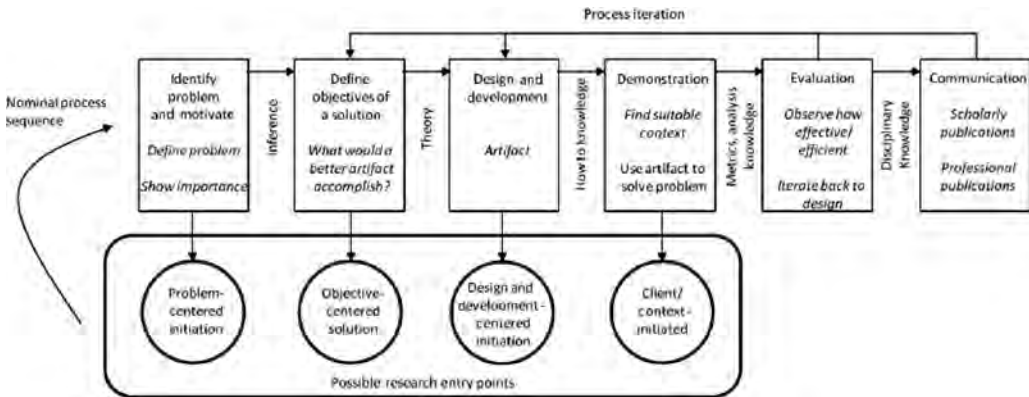 Process iteration
Nominal process
sequence
Identify
problem
and motivate
Define problem
Show importance
Inference
Define
objectives of
a solution
What would a
better artifact
accomplish?
Theory
Design and
development
Artifact
How to knowledge
Demonstration
Find suitable
context
Use artifact to
solve problem
Metrics, analysis
knowledge
Evaluation
Observe how
effective/
efficient
Iterate back to
design
Disciplinary
Knowledge
Communication
Scholarly
publications
Professional
publications
Problem-
centered
initiation
Objective-
centered
solution
Design and
development-
centered
initiation
Client/
context-
initiated
Possible research entry points